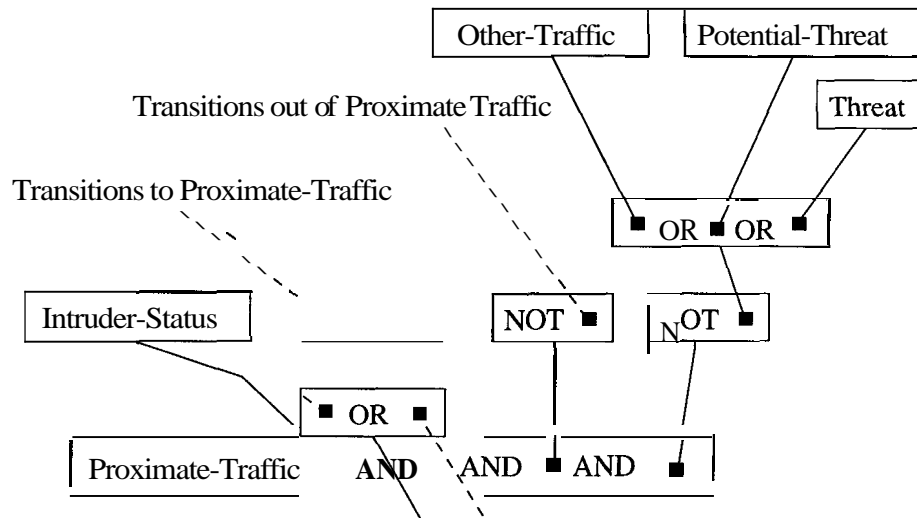 Other-Traffic Potential-Threat
Transitions out of Proximate Traffic
Threat
Transitions to Proximate-Traffic
OR OR
Intruder-Status
NOT
NOT
OR
Proximate-Traffic AND AND AND